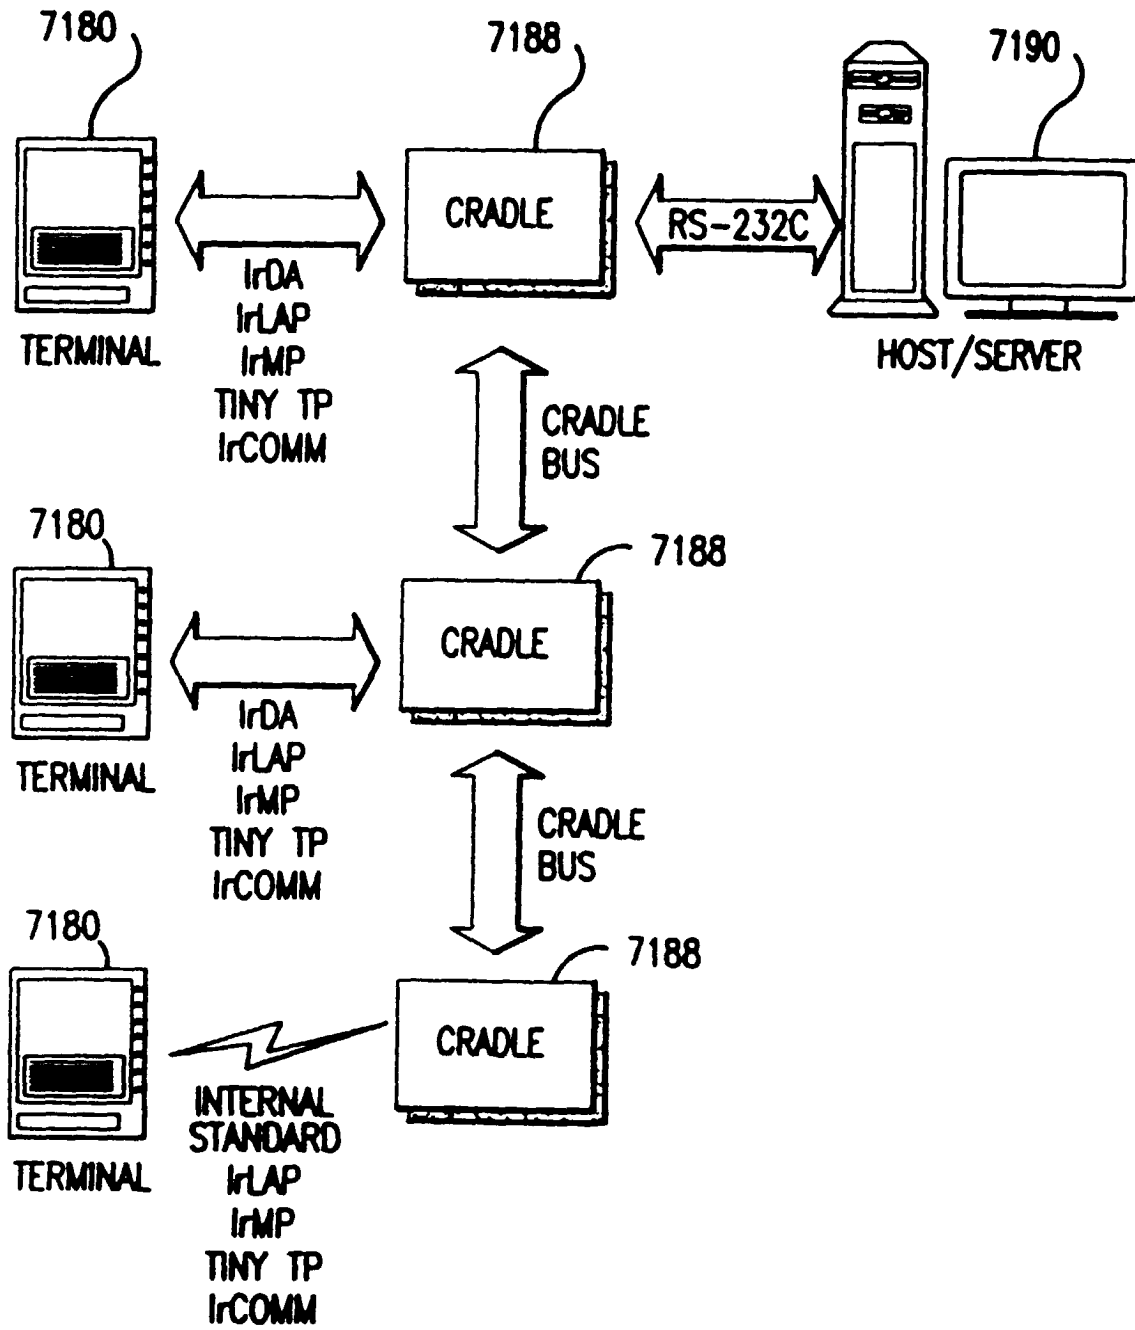 7180
7188
7190
CRADLE
RS-232C
IrDA
IrLAP
IrMP
TINY TP
IrCOMM
TERMINAL
HOST/SERVER
CRADLE
BUS
7180
7188
CRADLE
IrDA
IrLAP
IrMP
TINY TP
IrCOMM
TERMINAL
CRADLE
BUS
7180
7188
CRADLE
INTERNAL
STANDARD
IrLAP
IrMP
TINY TP
IrCOMM
TERMINAL